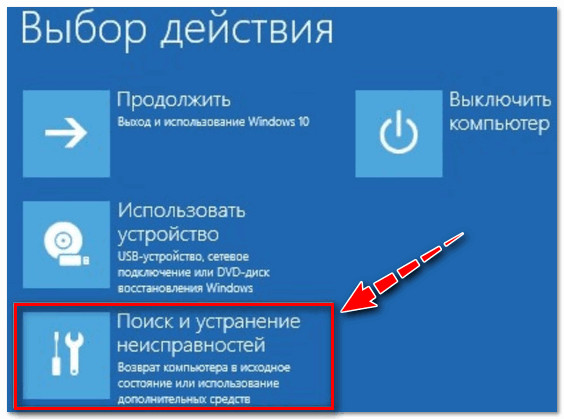 Выбор действия
Продолжить
Выход и использование Windows 10
Выключить
компьютер
Использовать
устройство
USB-устройство, сетевое
подключение или DVD-диск
восстановления Windows
Поиск и устранение
неисправностей
Возврат компьютера в исходное
состояние или использование
дополнительных средств